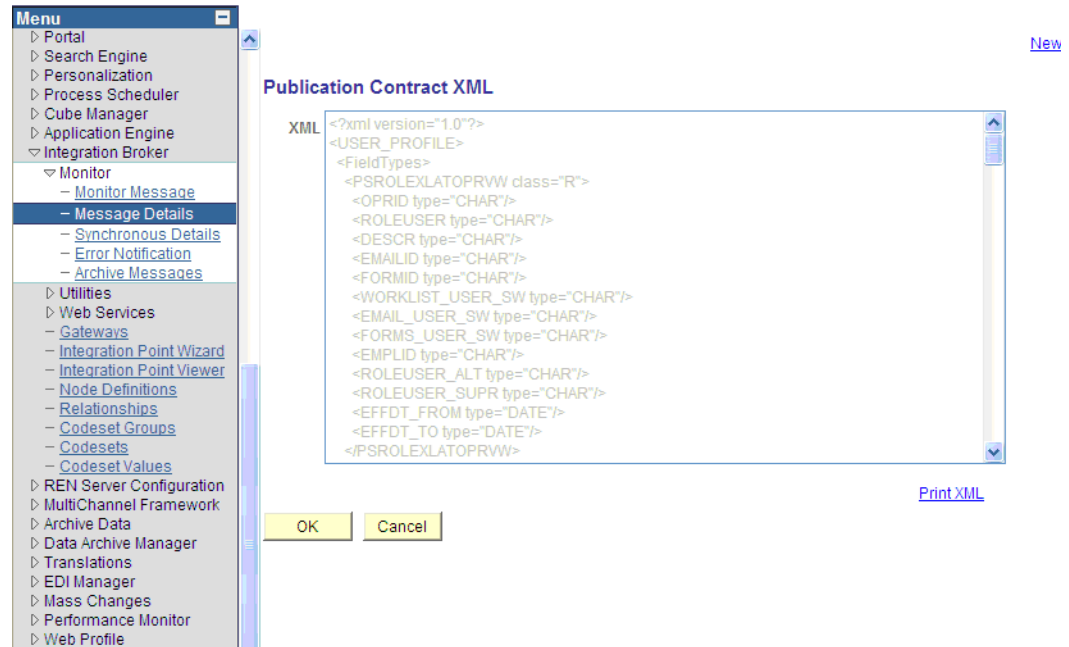 Menu
Portal
Search Engine
Personalization
Process Scheduler
Cube Manager
Application Engine
Integration Broker
Monitor
Monitor Message
Message Details
Synchronous Details
Error Notification
Archive Messages
Utilities
Web Services
Gateways
Integration Point Wizard
Integration Point Viewer
Node Definitions
Relationships
Codeset Groups
Codesets
Codeset Values
REN Server Configuration
MultiChannel Framework
Archive Data
Data Archive Manager
Translations
EDI Manager
Mass Changes
Performance Monitor
Web Profile
New
Publication Contract XML
XML
<?xml version="1.0"?>
<USER_PROFILE>
<FieldTypes>
<PSROLEXLATOPRVW class="R">
<OPRID type="CHAR"/>
<ROLEUSER type="CHAR"/>
<DESCR type="CHAR"/>
<EMAILID type="CHAR"/>
<FORMID type="CHAR"/>
<WORKLIST_USER_SW type="CHAR"/>
<EMAIL_USER_SW type="CHAR"/>
<FORMS_USER_SW type="CHAR"/>
<EMPLID type="CHAR"/>
<ROLEUSER_ALT type="CHAR"/>
<ROLEUSER_SUPR type="CHAR"/>
<EFFDT_FROM type="DATE"/>
<EFFDT_TO type="DATE"/>
</PSROLEXLATOPRVW>
Print XML
OK Cancel